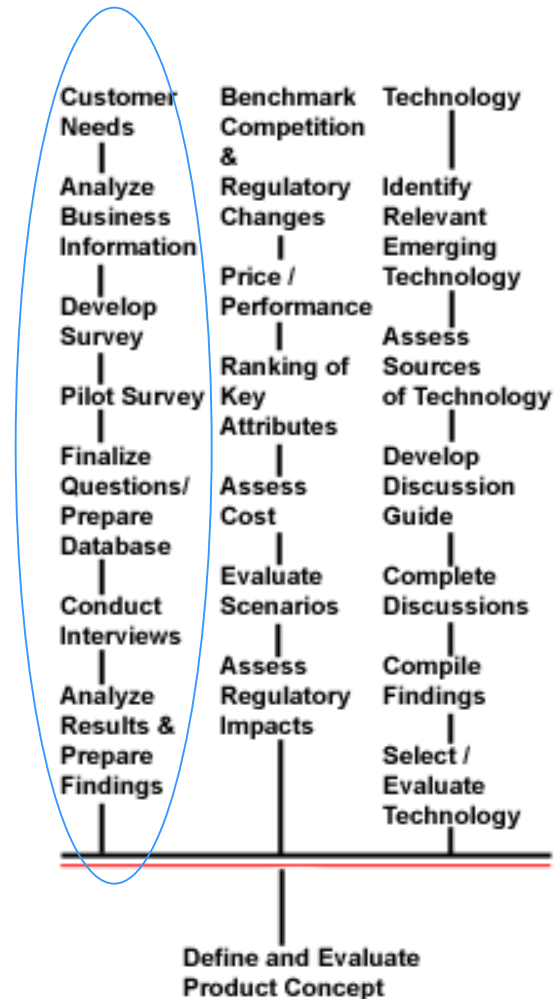 Customer
Needs
Analyze
Business
Information
Develop
Survey
Pilot Survey
Finalize
Questions/
Prepare
Database
Conduct
Interviews
Analyze
Results &
Prepare
Findings
Benchmark
Competition
&
Regulatory
Changes
Price /
Performance
Ranking of
Key
Attributes
Assess
Cost
Evaluate
Scenarios
Assess
Regulatory
Impacts
Technology
Identify
Relevant
Emerging
Technology
Assess
Sources
of Technology
Develop
Discussion
Guide
Complete
Discussions
Compile
Findings
Select /
Evaluate
Technology
Define and Evaluate
Product Concept